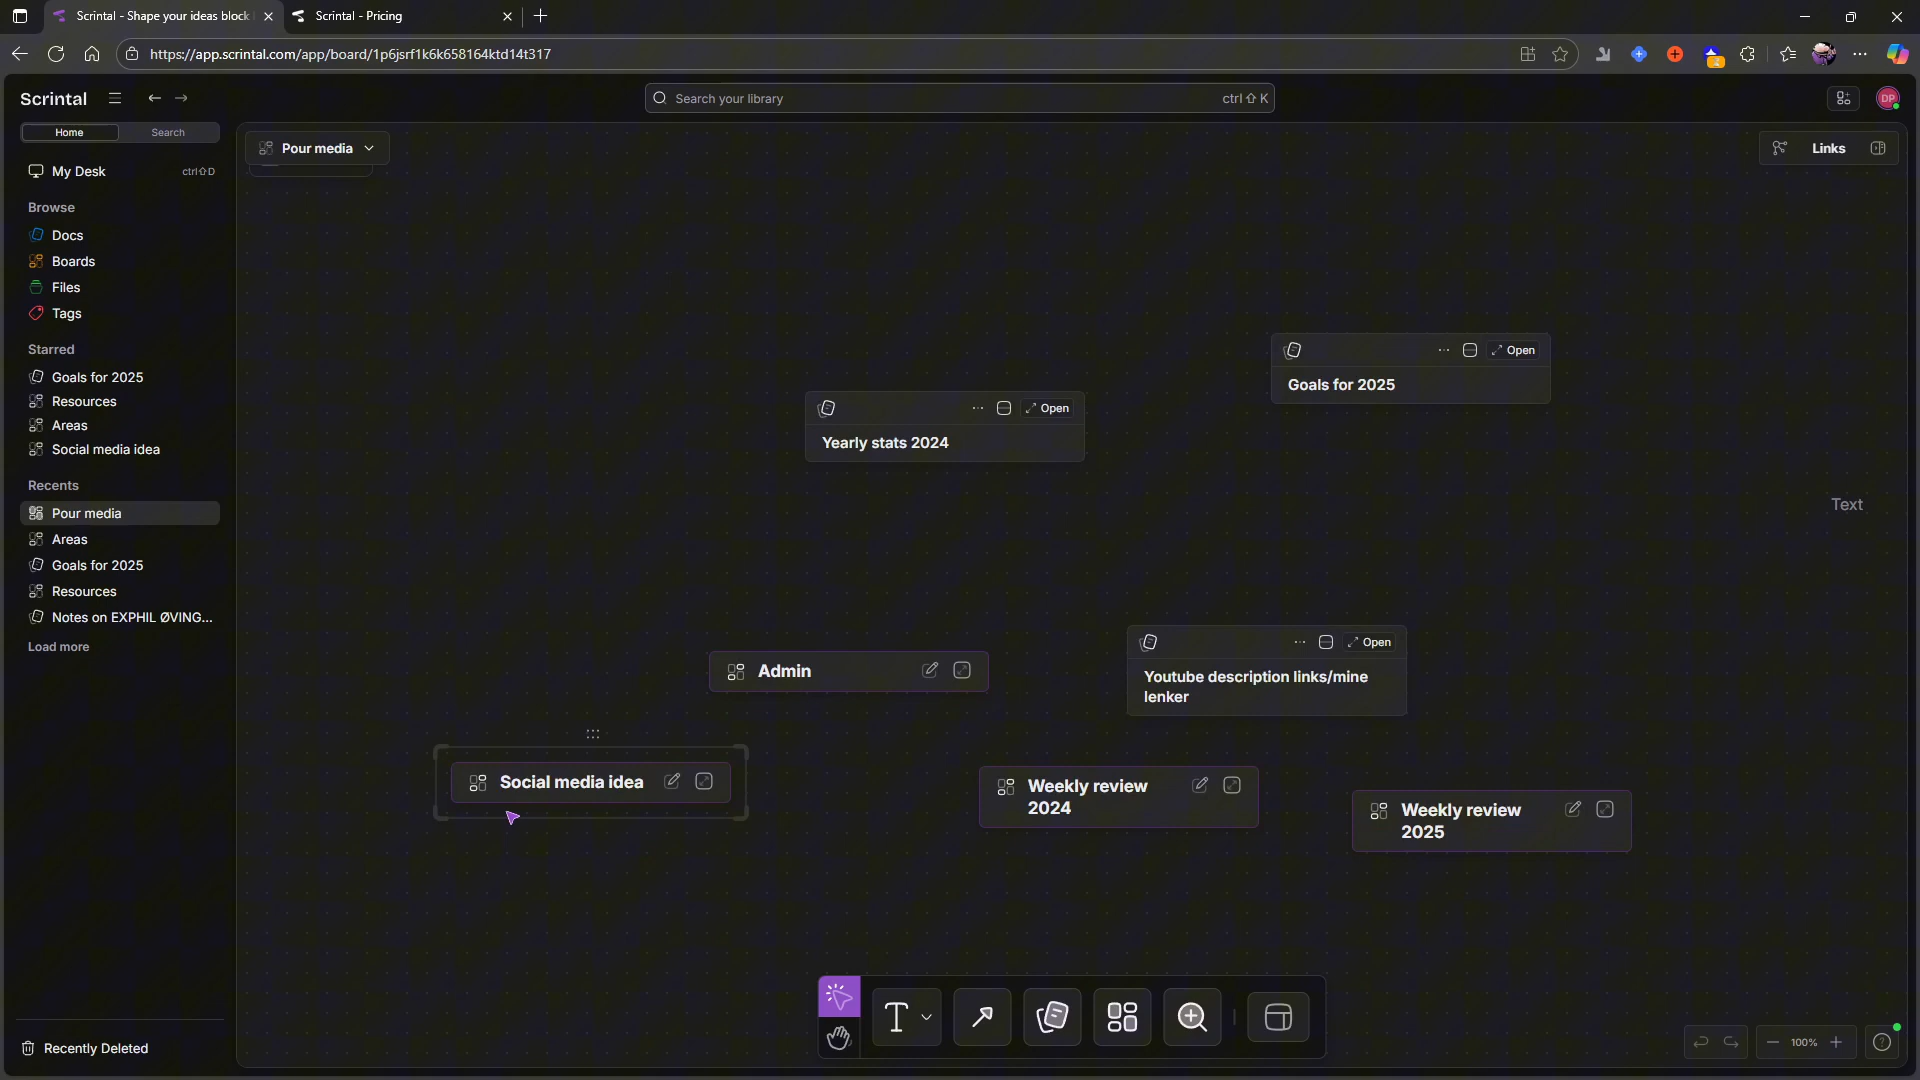 Scrintal - Shape your ideas block
Scrintal - Pricing
https://app.scrintal.com/app/board/1p6jsrf1k6k658164ktd14t317
Scrintal
Search your library
ctrl⇧K
DP
Home
Search
My Desk
ctrl⇧D
Browse
Docs
Boards
Files
Tags
Starred
Goals for 2025
Resources
Areas
Social media idea
Recents
Pour media
Areas
Goals for 2025
Resources
Notes on EXPHIL ØVING...
Load more
Recently Deleted
Pour media
Links
Open
Goals for 2025
Open
Yearly stats 2024
Text
Open
Youtube description links/mine
lenker
Admin
Social media idea
Weekly review
2024
Weekly review
2025
T
100%